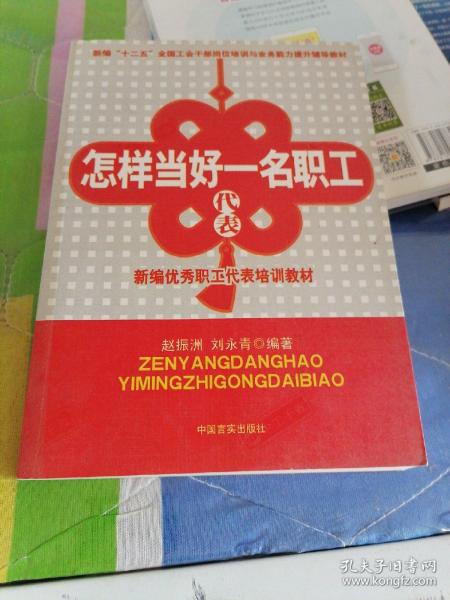 新编“十二五”全国工会干部岗位培训与业务能力提升辅导教材
怎样当好一名职工
代表
新编优秀职工代表培训教材
赵振洲 刘永青◎编著
ZENYANGDANGHAO
YIMINGZHIGONGDAIBIAO
中国言实出版社
孔夫子旧书网
www.kongfz.com